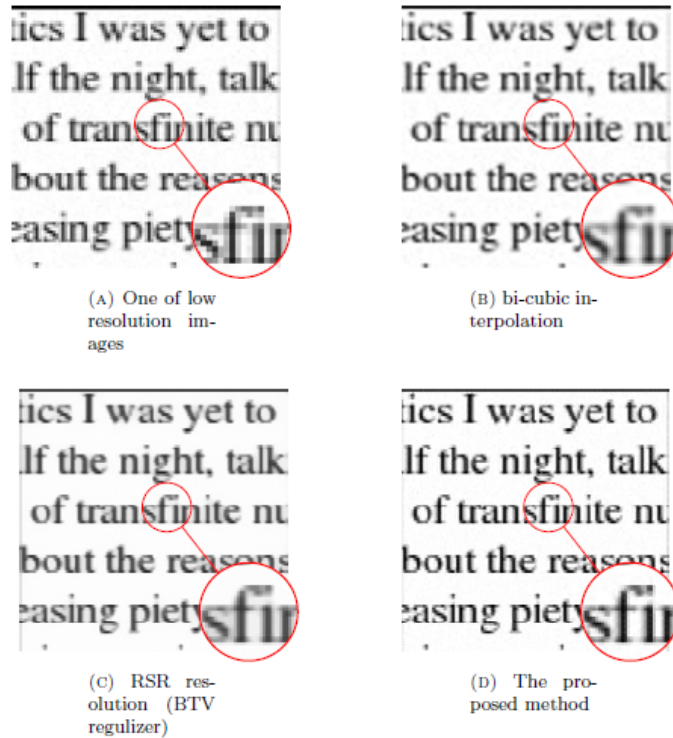 tics I was yet to
lf the night, talk
of transfinite nu
bout the reasons
easing piety
sfin
(A) One of low
resolution im-
ages
tics I was yet to
lf the night, talk
of transfinite nu
bout the reasons
easing piety
sfin
(B) bi-cubic in-
terpolation
tics I was yet to
lf the night, talk
of transfinite nu
bout the reasons
easing piety
sfin
(C) RSR res-
olution (BTV
regulizer)
tics I was yet to
lf the night, talk
of transfinite nu
bout the reasons
easing piety
sfin
(D) The pro-
posed method